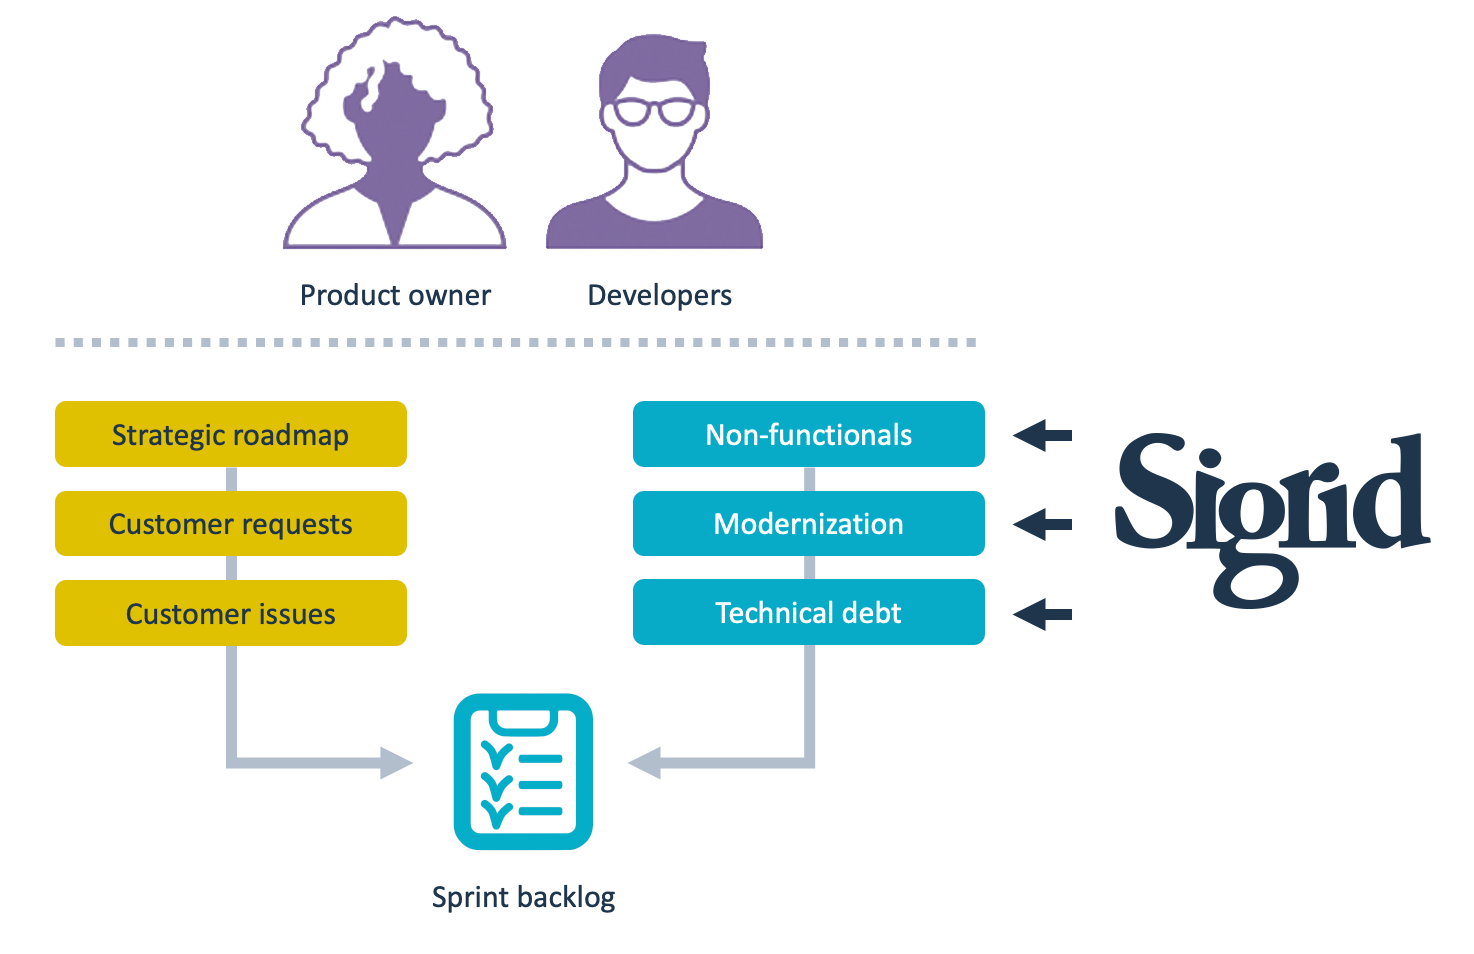 Product owner
Developers
Strategic roadmap
Non-functionals
Customer requests
Modernization
Customer issues
Technical debt
Sigrid
Sprint backlog